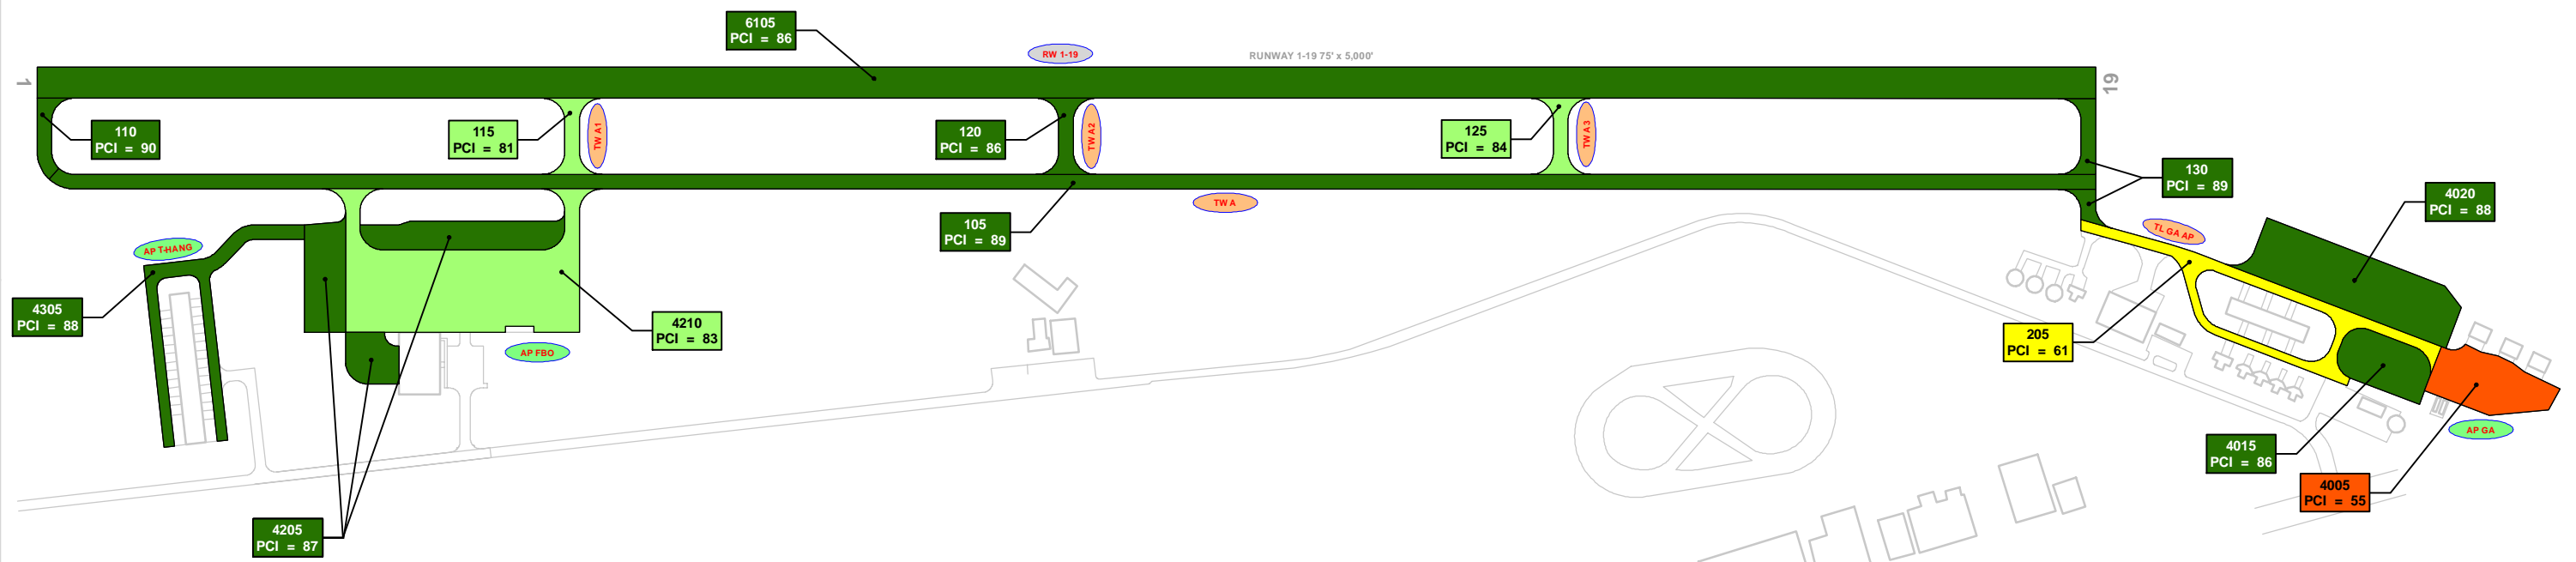 6105
PCI = 86
RW 1-19
RUNWAY 1-19 75' x 5,000'
1
19
110
PCI = 90
115
PCI = 81
TW A1
120
PCI = 86
TW A2
125
PCI = 84
TW A3
130
PCI = 89
4020
PCI = 88
105
PCI = 89
TW A
TL GA AP
AP T-HANG
4305
PCI = 88
4210
PCI = 83
AP FBO
205
PCI = 61
AP GA
4015
PCI = 86
4005
PCI = 55
4205
PCI = 87